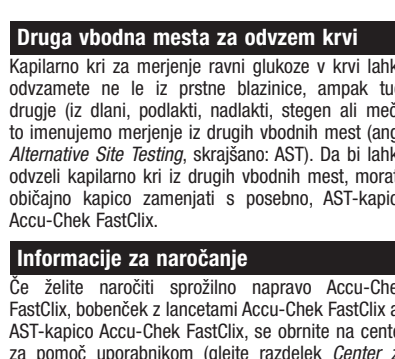 Druga vbodna mesta za odvzem krvi
Kapilarno kri za merjenje ravni glukoze v krvi lahk
odvzamete ne le iz prstne blazinice, ampak tu
drugje (iz dlani, podlakti, nadlakti, stegen ali meč
to imenujemo merjenje iz drugih vbodnih mest (ang
Alternative Site Testing, skrajšano: AST). Da bi lahk
odvzeli kapilarno kri iz drugih vbodnih mest, mora
običajno kapico zamenjati s posebno, AST-kapic
Accu-Chek FastClix.
Informacije za naročanje
Če želite naročiti sprožilno napravo Accu-Che
FastClix, bobenček z lancetami Accu-Chek FastClix a
AST-kapico Accu-Chek FastClix, se obrnite na cente
za pomoč uporabnikom (glejte razdelek Center z